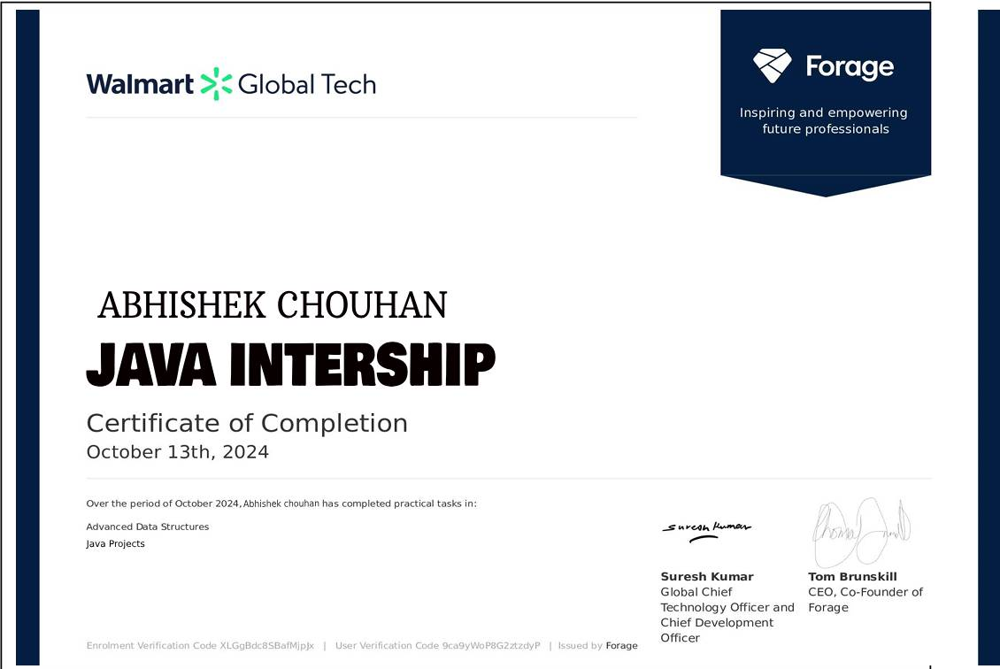 Walmart Global Tech
Forage
Inspiring and empowering
future professionals
ABHISHEK CHOUHAN
JAVA INTERSHIP
Certificate of Completion
October 13th, 2024
Over the period of October 2024, Abhishek chouhan has completed practical tasks in:
Advanced Data Structures
Java Projects
Suresh Kumar
Suresh Kumar
Global Chief
Technology Officer and
Chief Development
Officer
Tom Brunskill
CEO, Co-Founder of
Forage
Enrolment Verification Code XLGgBdc8SBafMjpJx | User Verification Code 9ca9yWoP8G2ztzdyP | Issued by Forage